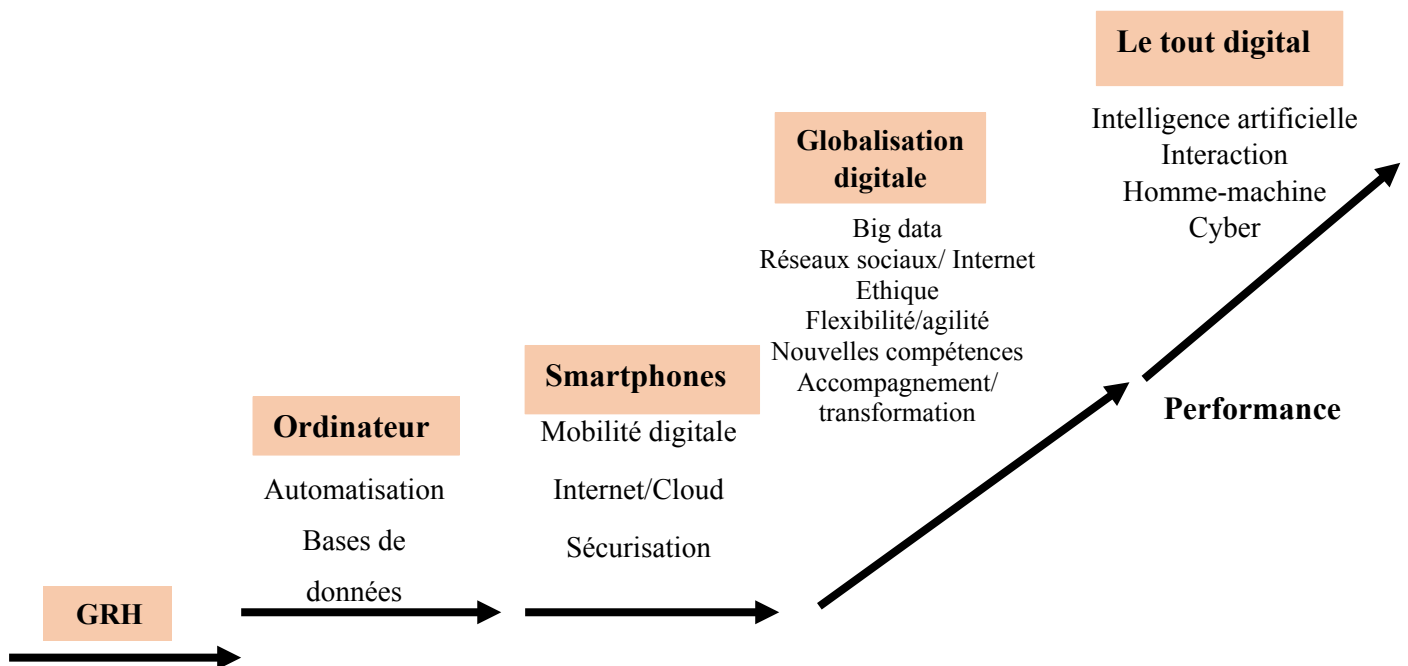 GRH
Ordinateur
Automatisation
Bases de
données
Smartphones
Mobilité digitale
Internet/Cloud
Sécurisation
Globalisation
digitale
Big data
Réseaux sociaux/ Internet
Ethique
Flexibilité/agilité
Nouvelles compétences
Accompagnement/
transformation
Le tout digital
Intelligence artificielle
Interaction
Homme-machine
Cyber
Performance